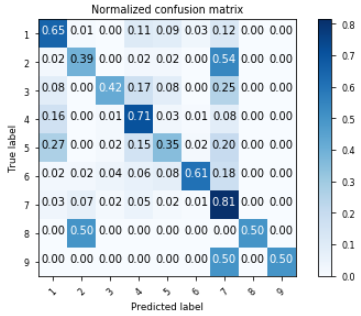 Normalized confusion matrix
1 0.65 0.01 0.00 0.11 0.09 0.03 0.12 0.00 0.00
2 0.02 0.39 0.00 0.02 0.02 0.00 0.54 0.00 0.00
3 0.08 0.00 0.42 0.17 0.08 0.00 0.25 0.00 0.00
4 0.16 0.00 0.01 0.71 0.03 0.01 0.08 0.00 0.00
5 0.27 0.00 0.02 0.15 0.35 0.02 0.20 0.00 0.00
6 0.02 0.02 0.04 0.06 0.08 0.61 0.18 0.00 0.00
7 0.03 0.07 0.02 0.05 0.02 0.01 0.81 0.00 0.00
8 0.00 0.50 0.00 0.00 0.00 0.00 0.00 0.50 0.00
9 0.00 0.00 0.00 0.00 0.00 0.00 0.50 0.00 0.50
1 2 3 4 5 6 7 8 9
True label
Predicted label
0.8
0.7
0.6
0.5
0.4
0.3
0.2
0.1
0.0